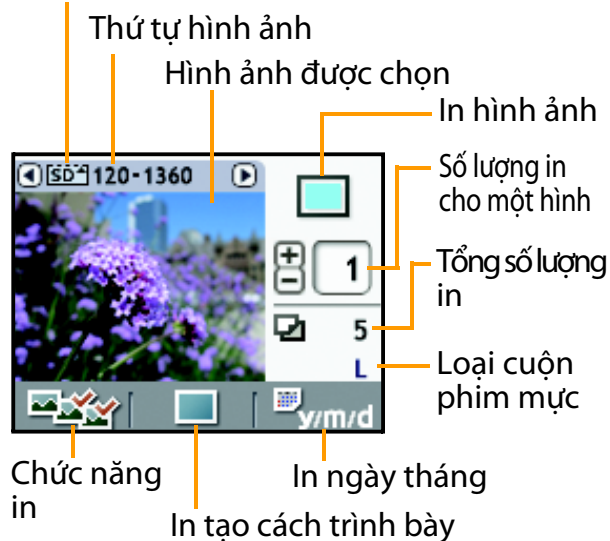 Thứ tự hình ảnh
Hình ảnh được chọn
In hình ảnh
Số lượng in
cho một hình
Tổng số lượng
in
Loại cuộn
phim mực
SD 120-1360
+
1
−
5
L
y/m/d
Chức năng
in
In ngày tháng
In tạo cách trình bày